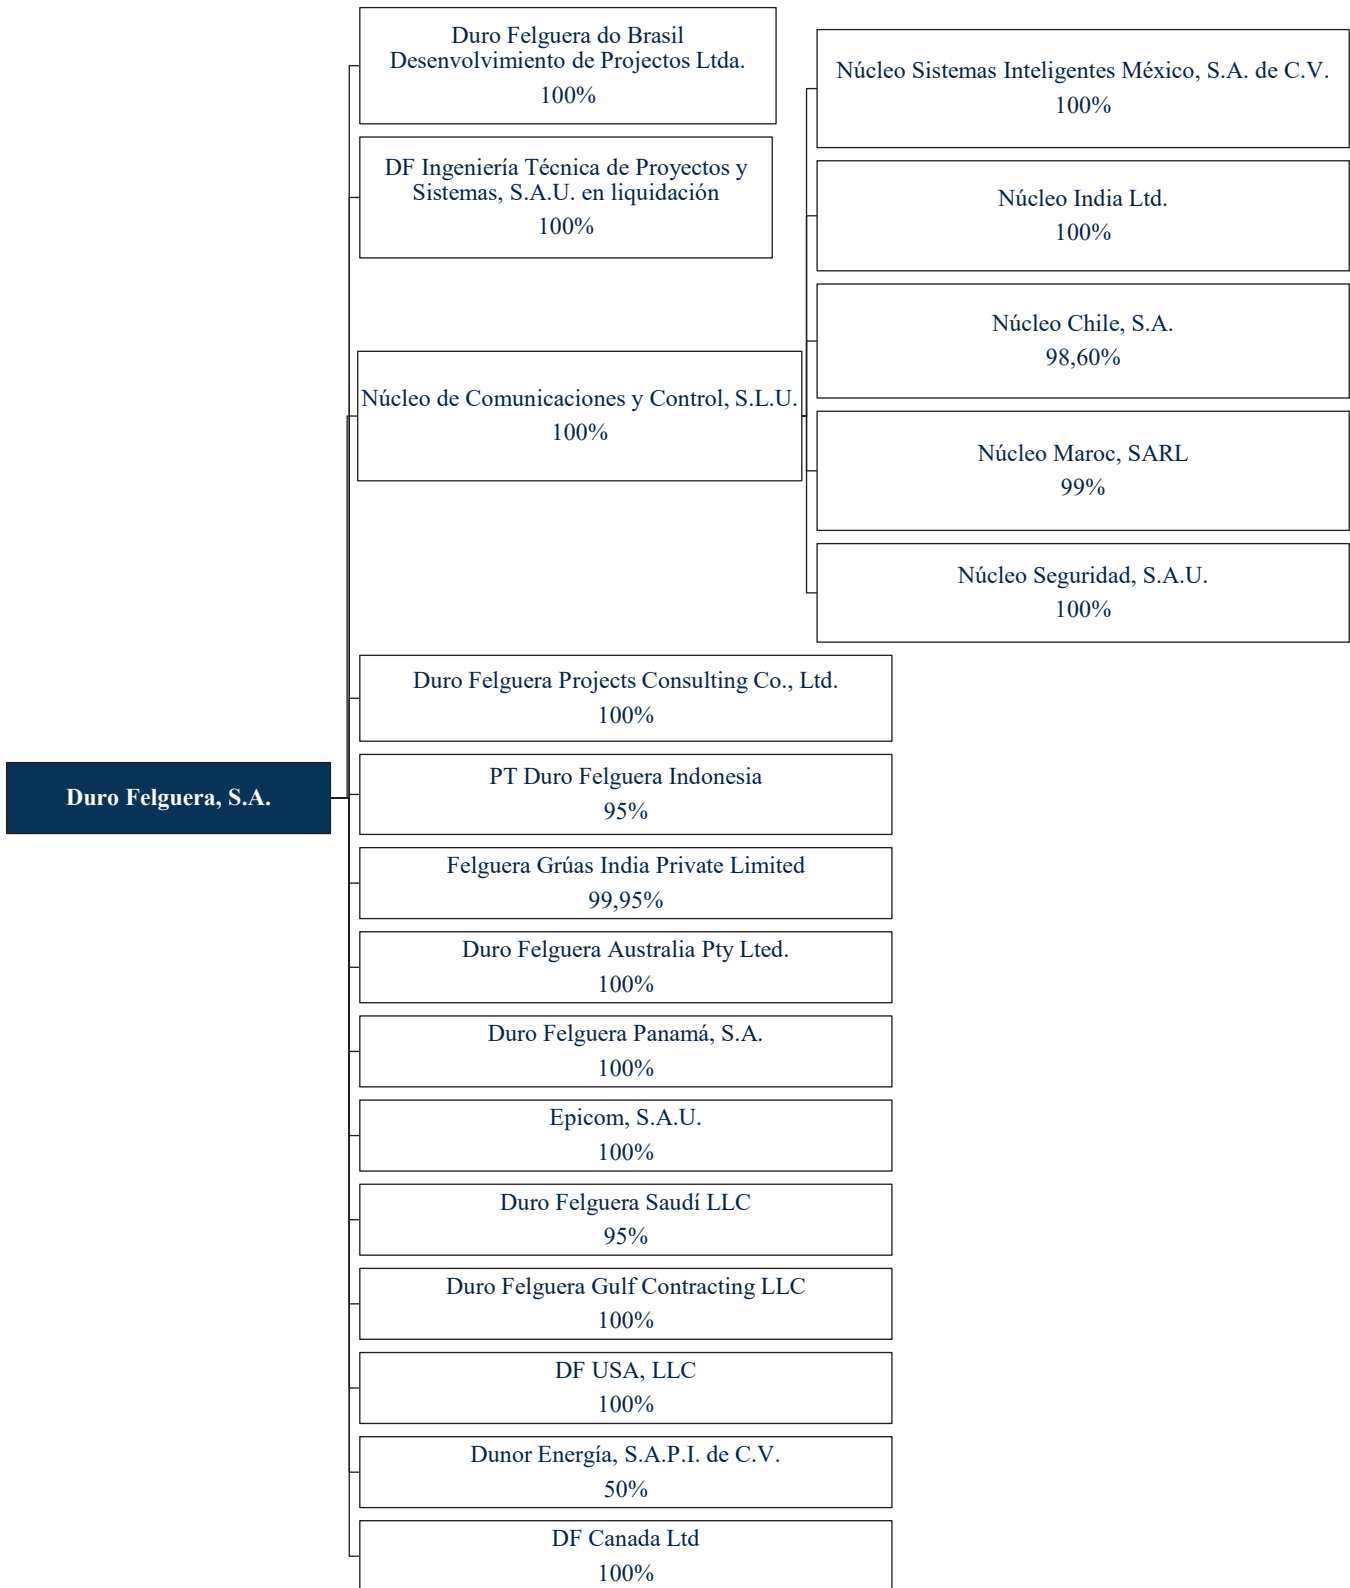 Duro Felguera, S.A.
Duro Felguera do Brasil
Desenvolvimiento de Projectos Ltda.
100%
DF Ingeniería Técnica de Proyectos y
Sistemas, S.A.U. en liquidación
100%
Núcleo de Comunicaciones y Control, S.L.U.
100%
Núcleo Sistemas Inteligentes México, S.A. de C.V.
100%
Núcleo India Ltd.
100%
Núcleo Chile, S.A.
98,60%
Núcleo Maroc, SARL
99%
Núcleo Seguridad, S.A.U.
100%
Duro Felguera Projects Consulting Co., Ltd.
100%
PT Duro Felguera Indonesia
95%
Felguera Grúas India Private Limited
99,95%
Duro Felguera Australia Pty Lted.
100%
Duro Felguera Panamá, S.A.
100%
Epicom, S.A.U.
100%
Duro Felguera Saudí LLC
95%
Duro Felguera Gulf Contracting LLC
100%
DF USA, LLC
100%
Dunor Energía, S.A.P.I. de C.V.
50%
DF Canada Ltd
100%